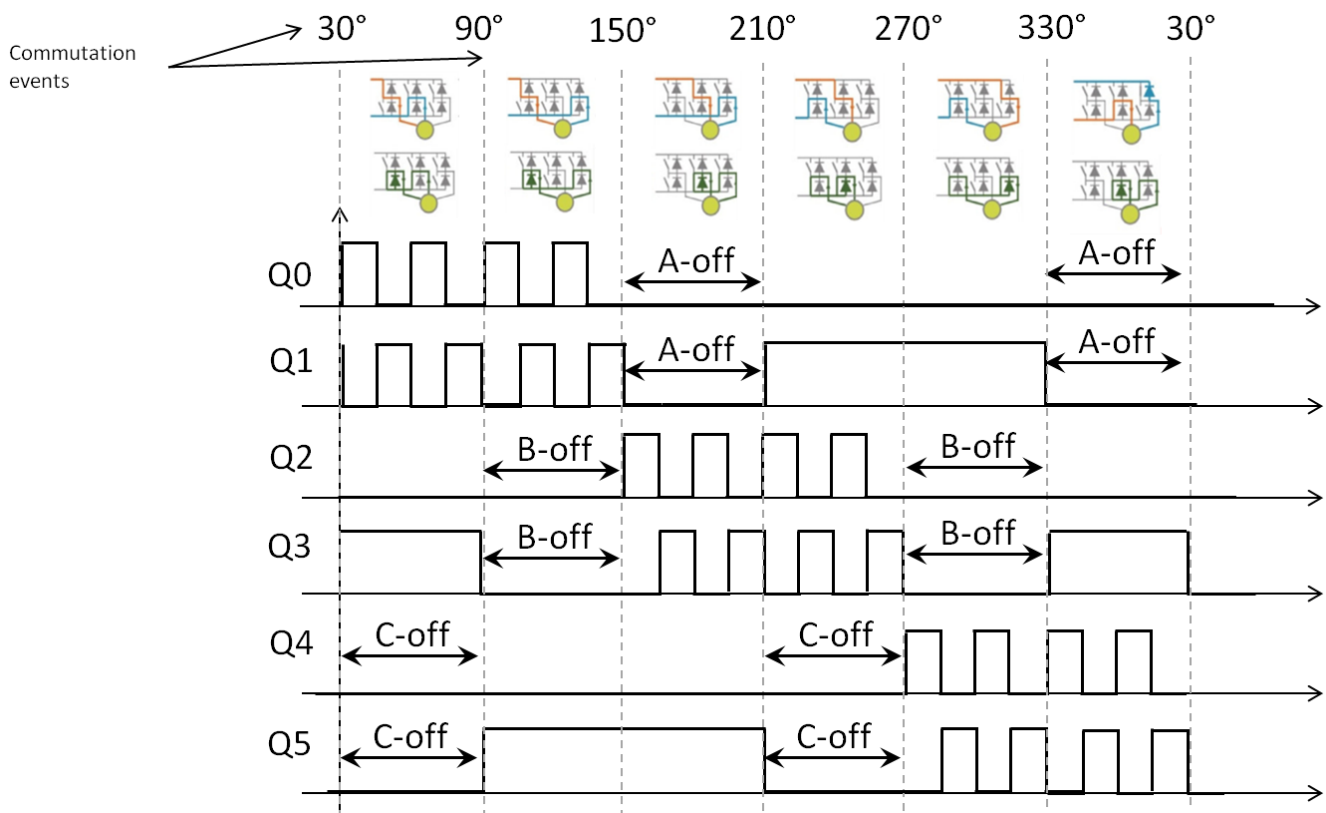 30° 90° 150° 210° 270° 330° 30°
Commutation
events
Q0 A-off A-off
Q1 A-off A-off
Q2 B-off B-off
Q3 B-off B-off
Q4 C-off C-off
Q5 C-off C-off